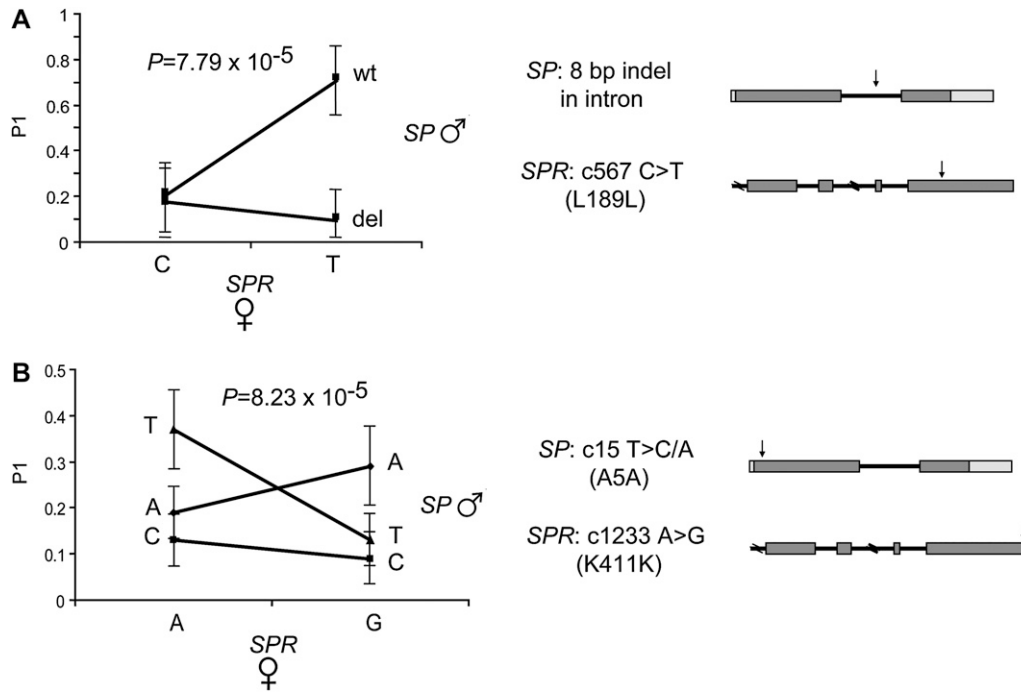 A
1
P=7.79 x 10-5
wt
0.8
0.6
P1
SP ♂
0.4
0.2
del
0
C
T
SPR
♀
SP: 8 bp indel
in intron
SPR: c567 C>T
(L189L)
B
0.5
P=8.23 x 10-5
0.4
T
0.3
A
P1
SP ♂
0.2
A
T
C
0.1
C
0
A
G
SPR
♀
SP: c15 T>C/A
(A5A)
SPR: c1233 A>G
(K411K)